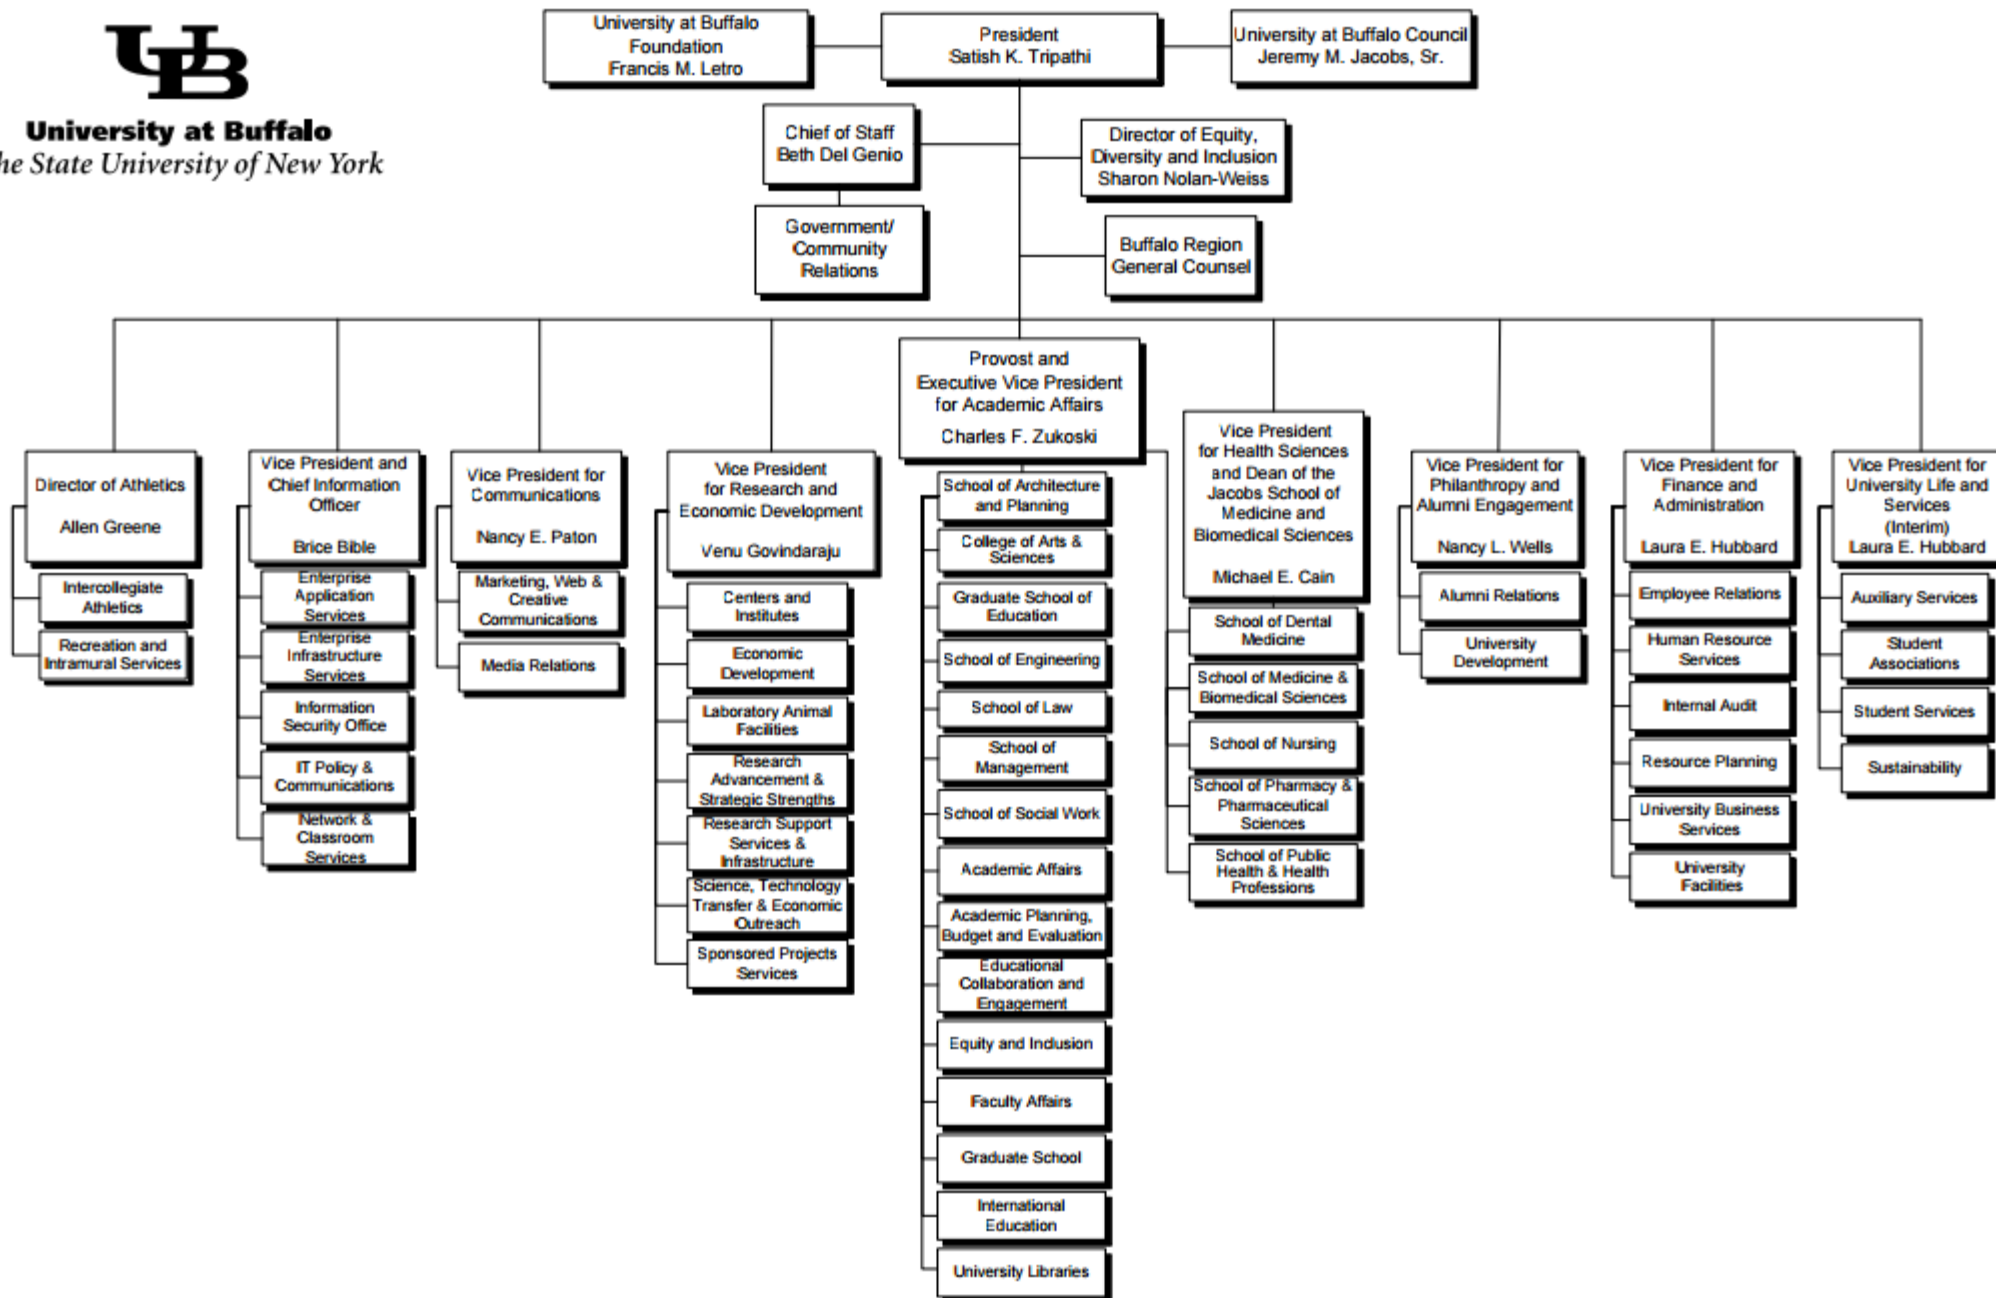 UB
University at Buffalo
he State University of New York
University at Buffalo
Foundation
Francis M. Letro
President
Satish K. Tripathi
University at Buffalo Council
Jeremy M. Jacobs, Sr.
Chief of Staff
Beth Del Genio
Director of Equity,
Diversity and Inclusion
Sharon Nolan-Weiss
Government/
Community
Relations
Buffalo Region
General Counsel
Director of Athletics
Allen Greene
Intercollegiate
Athletics
Recreation and
Intramural Services
Vice President and
Chief Information
Officer
Brice Bible
Enterprise
Application
Services
Enterprise
Infrastructure
Services
Information
Security Office
IT Policy &
Communications
Network &
Classroom
Services
Vice President for
Communications
Nancy E. Paton
Marketing, Web &
Creative
Communications
Media Relations
Vice President
for Research and
Economic Development
Venu Govindaraju
Centers and
Institutes
Economic
Development
Laboratory Animal
Facilities
Research
Advancement &
Strategic Strengths
Research Support
Services &
Infrastructure
Science, Technology
Transfer & Economic
Outreach
Sponsored Projects
Services
Provost and
Executive Vice President
for Academic Affairs
Charles F. Zukoski
School of Architecture
and Planning
College of Arts &
Sciences
Graduate School of
Education
School of Engineering
School of Law
School of
Management
School of Social Work
Academic Affairs
Academic Planning,
Budget and Evaluation
Educational
Collaboration and
Engagement
Equity and Inclusion
Faculty Affairs
Graduate School
International
Education
University Libraries
Vice President
for Health Sciences
and Dean of the
Jacobs School of
Medicine and
Biomedical Sciences
Michael E. Cain
School of Dental
Medicine
School of Medicine &
Biomedical Sciences
School of Nursing
School of Pharmacy &
Pharmaceutical
Sciences
School of Public
Health & Health
Professions
Vice President for
Philanthropy and
Alumni Engagement
Nancy L. Wells
Alumni Relations
University
Development
Vice President for
Finance and
Administration
Laura E. Hubbard
Employee Relations
Human Resource
Services
Internal Audit
Resource Planning
University Business
Services
University
Facilities
Vice President for
University Life and
Services
(Interim)
Laura E. Hubbard
Auxiliary Services
Student
Associations
Student Services
Sustainability